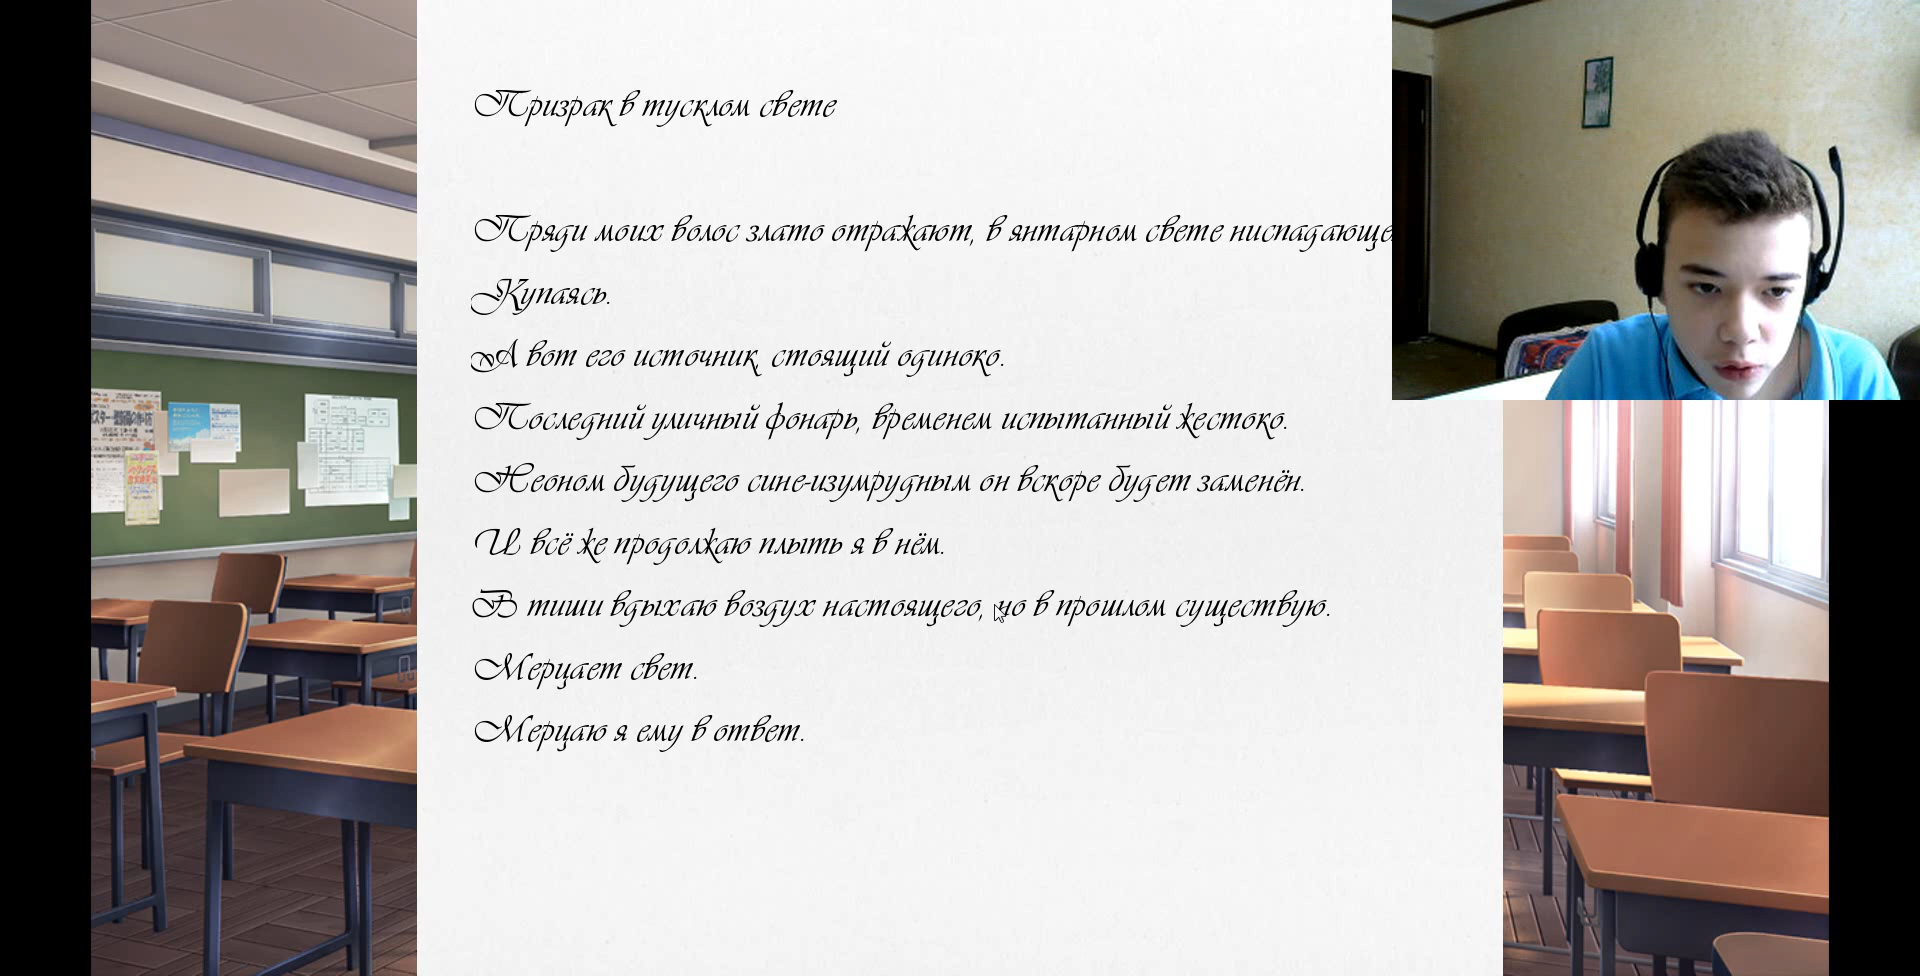 Призрак в тусклом свете
Пряди моих волос злато отражают, в янтарном свете ниспадающе
Купаясь.
А вот его источник, стоящий одиноко.
Последний уличный фонарь, временем испытанный жестоко.
Неоном будущего сине-изумрудным он вскоре будет заменён.
И всё же продолжаю плыть я в нём.
В тиши вдыхаю воздух настоящего, но в прошлом существую.
Мерцает свет.
Мерцаю я ему в ответ.